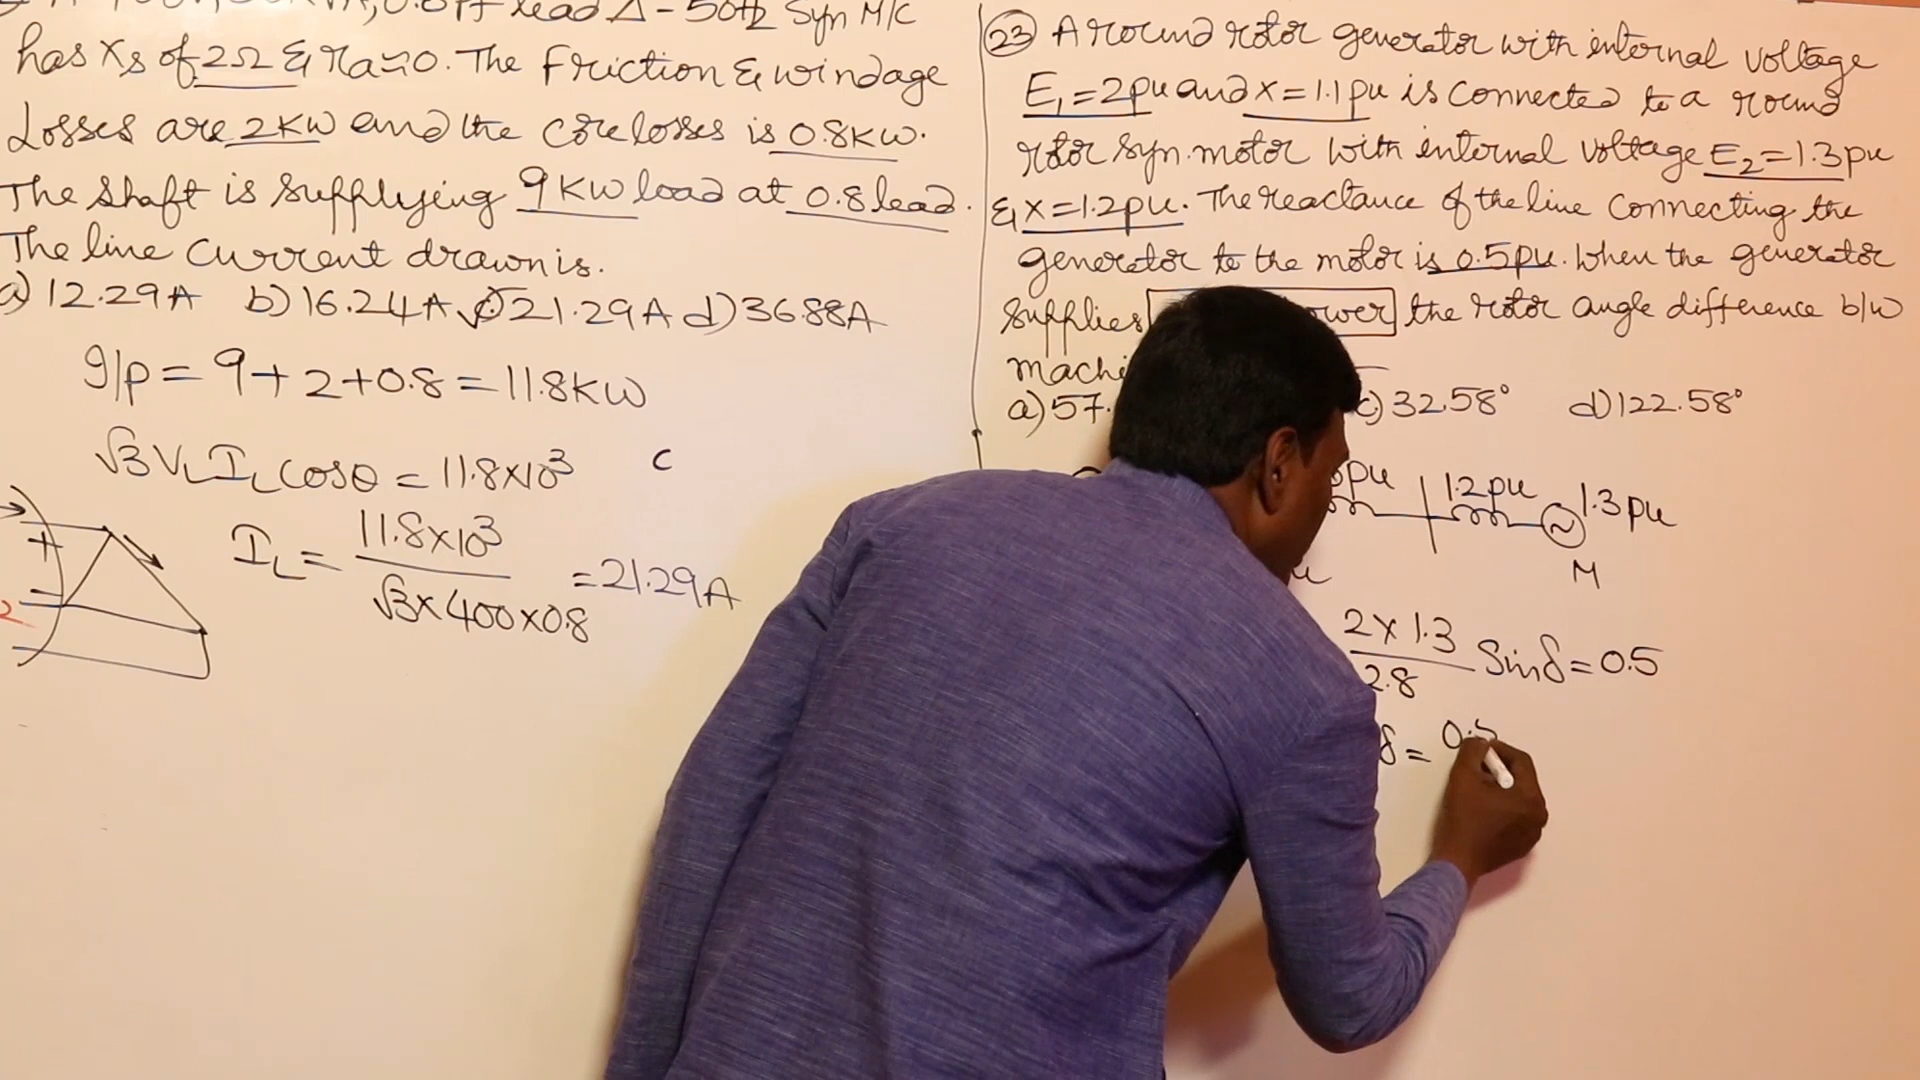 Syn M/C
has Xs of 2Ω & ra≈0. The Friction & windage
Losses are 2KW and the core losses is 0.8KW.
The shaft is supplying 9KW load at 0.8 lead.
The line current drawn is.
a) 12.29A b) 16.24A c) 21.29A d) 36.88A
I/p = 9+2+0.8 = 11.8KW
√3 VL IL cosθ = 11.8×10³ C
IL = 11.8×10³ / √3×400×0.8 = 21.29A
+
-
2
23 A round rotor generator with internal voltage
E1=2pu and X=1.1pu is connected to a round
rotor syn. motor with internal voltage E2=1.3pu
& X=1.2pu. The reactance of the line connecting the
generator to the motor is 0.5pu. When the generator
supplies the rotor angle difference b/w
a) 57. c) 32.58° d) 122.58°
pu 1.2pu ~ 1.3pu
M
2×1.3 / 2.8 Sinδ = 0.5
δ = 0.5